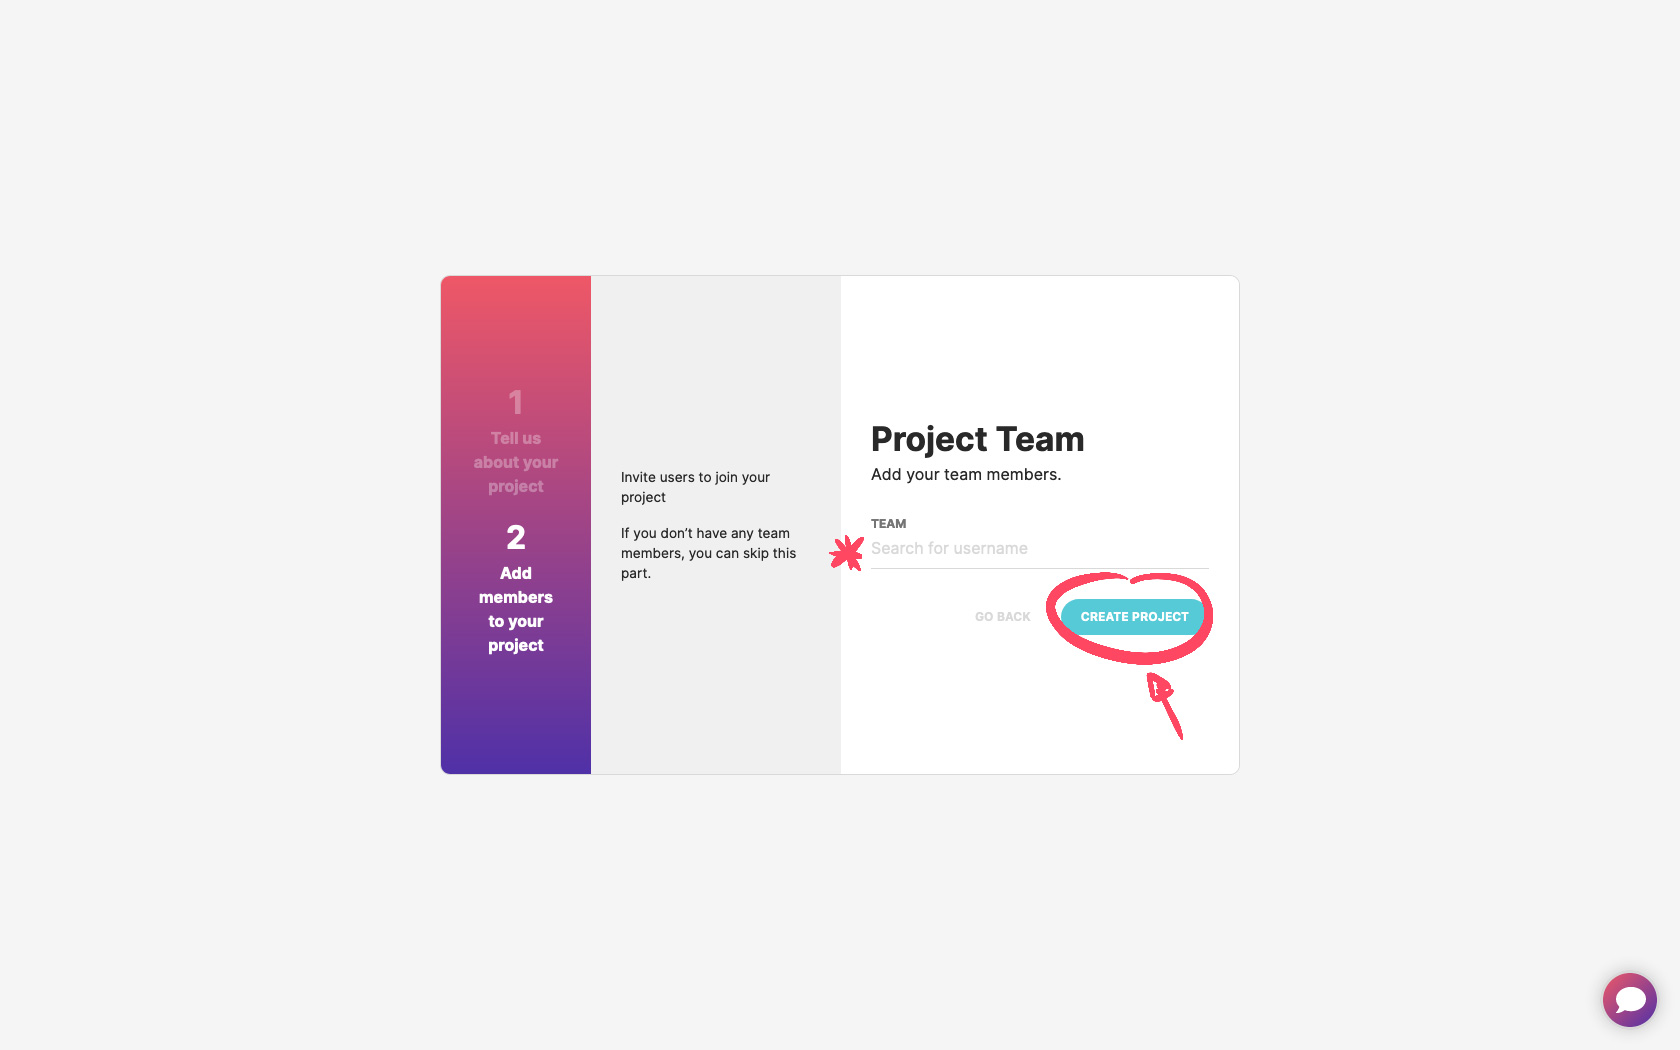 1
Tell us
about your
project
2
Add
members
to your
project
Invite users to join your
project
If you don’t have any team
members, you can skip this
part.
Project Team
Add your team members.
TEAM
Search for username
GO BACK
CREATE PROJECT